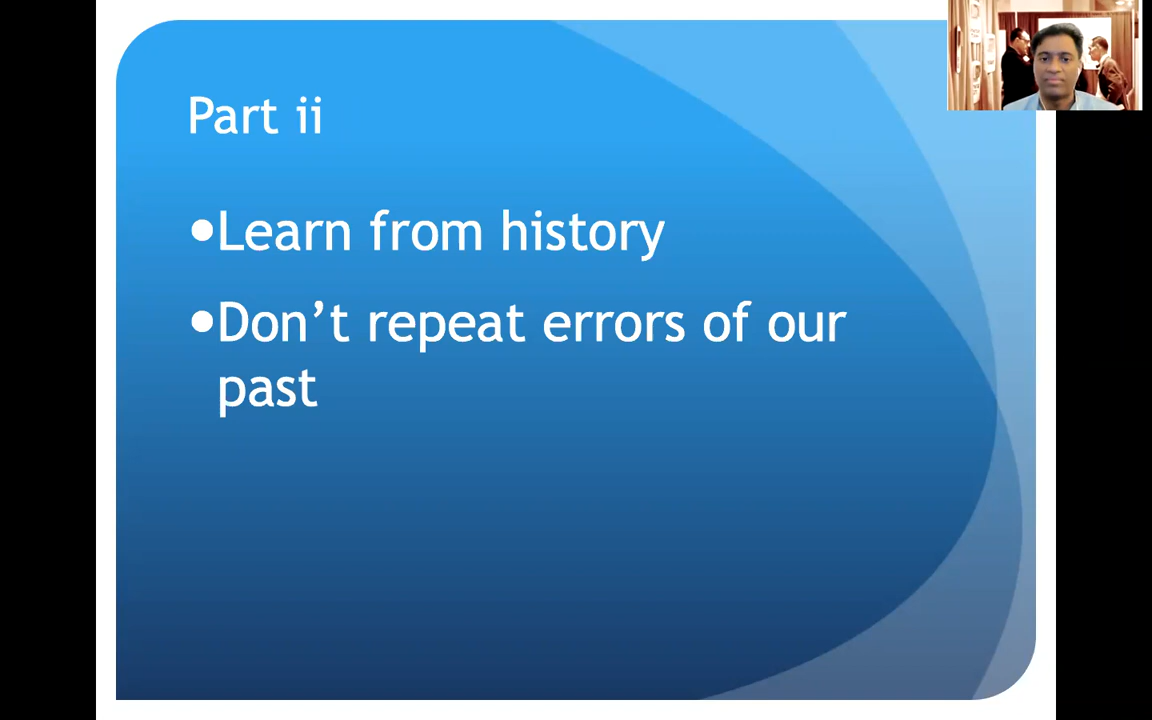 Part ii
•Learn from history
•Don’t repeat errors of our
past